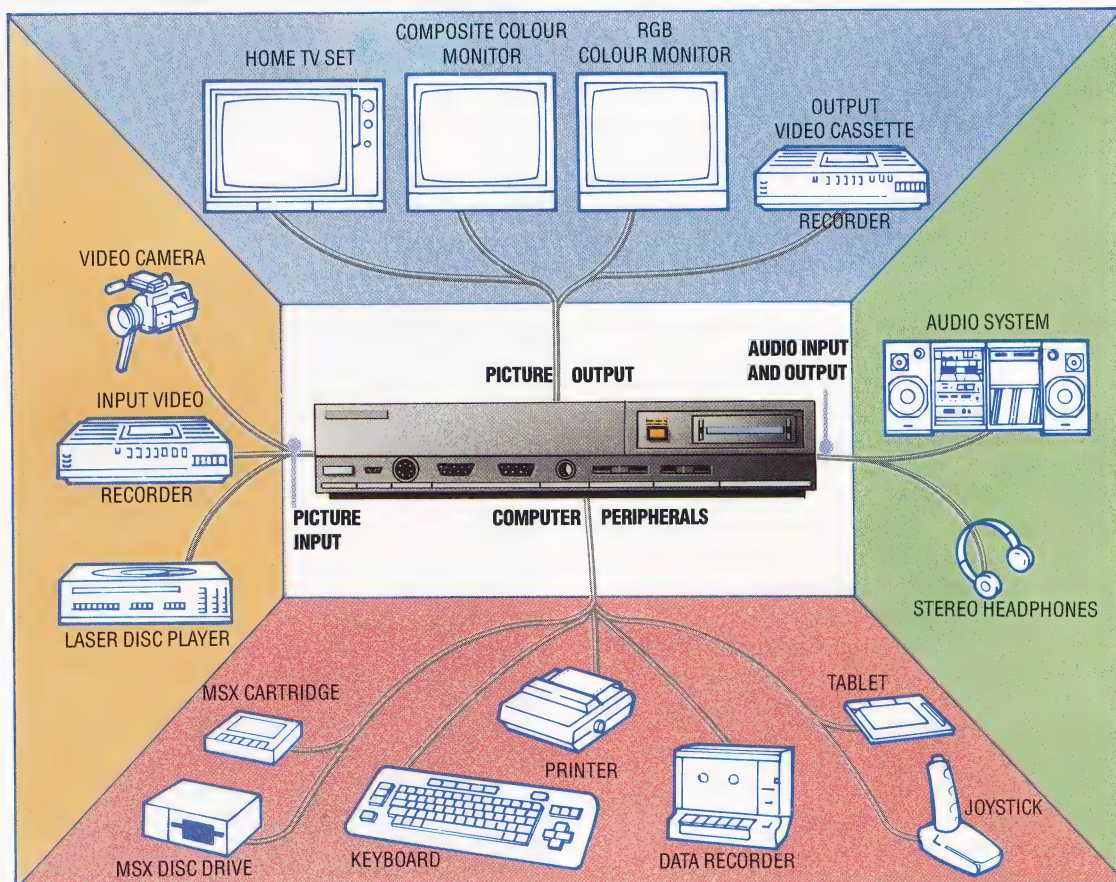 HOME TV SET
COMPOSITE COLOUR
MONITOR
RGB
COLOUR MONITOR
OUTPUT
VIDEO CASSETTE
RECORDER
VIDEO CAMERA
INPUT VIDEO
RECORDER
LASER DISC PLAYER
PICTURE OUTPUT
AUDIO INPUT
AND OUTPUT
AUDIO SYSTEM
STEREO HEADPHONES
PICTURE
INPUT
COMPUTER PERIPHERALS
MSX CARTRIDGE
MSX DISC DRIVE
KEYBOARD
PRINTER
DATA RECORDER
TABLET
JOYSTICK